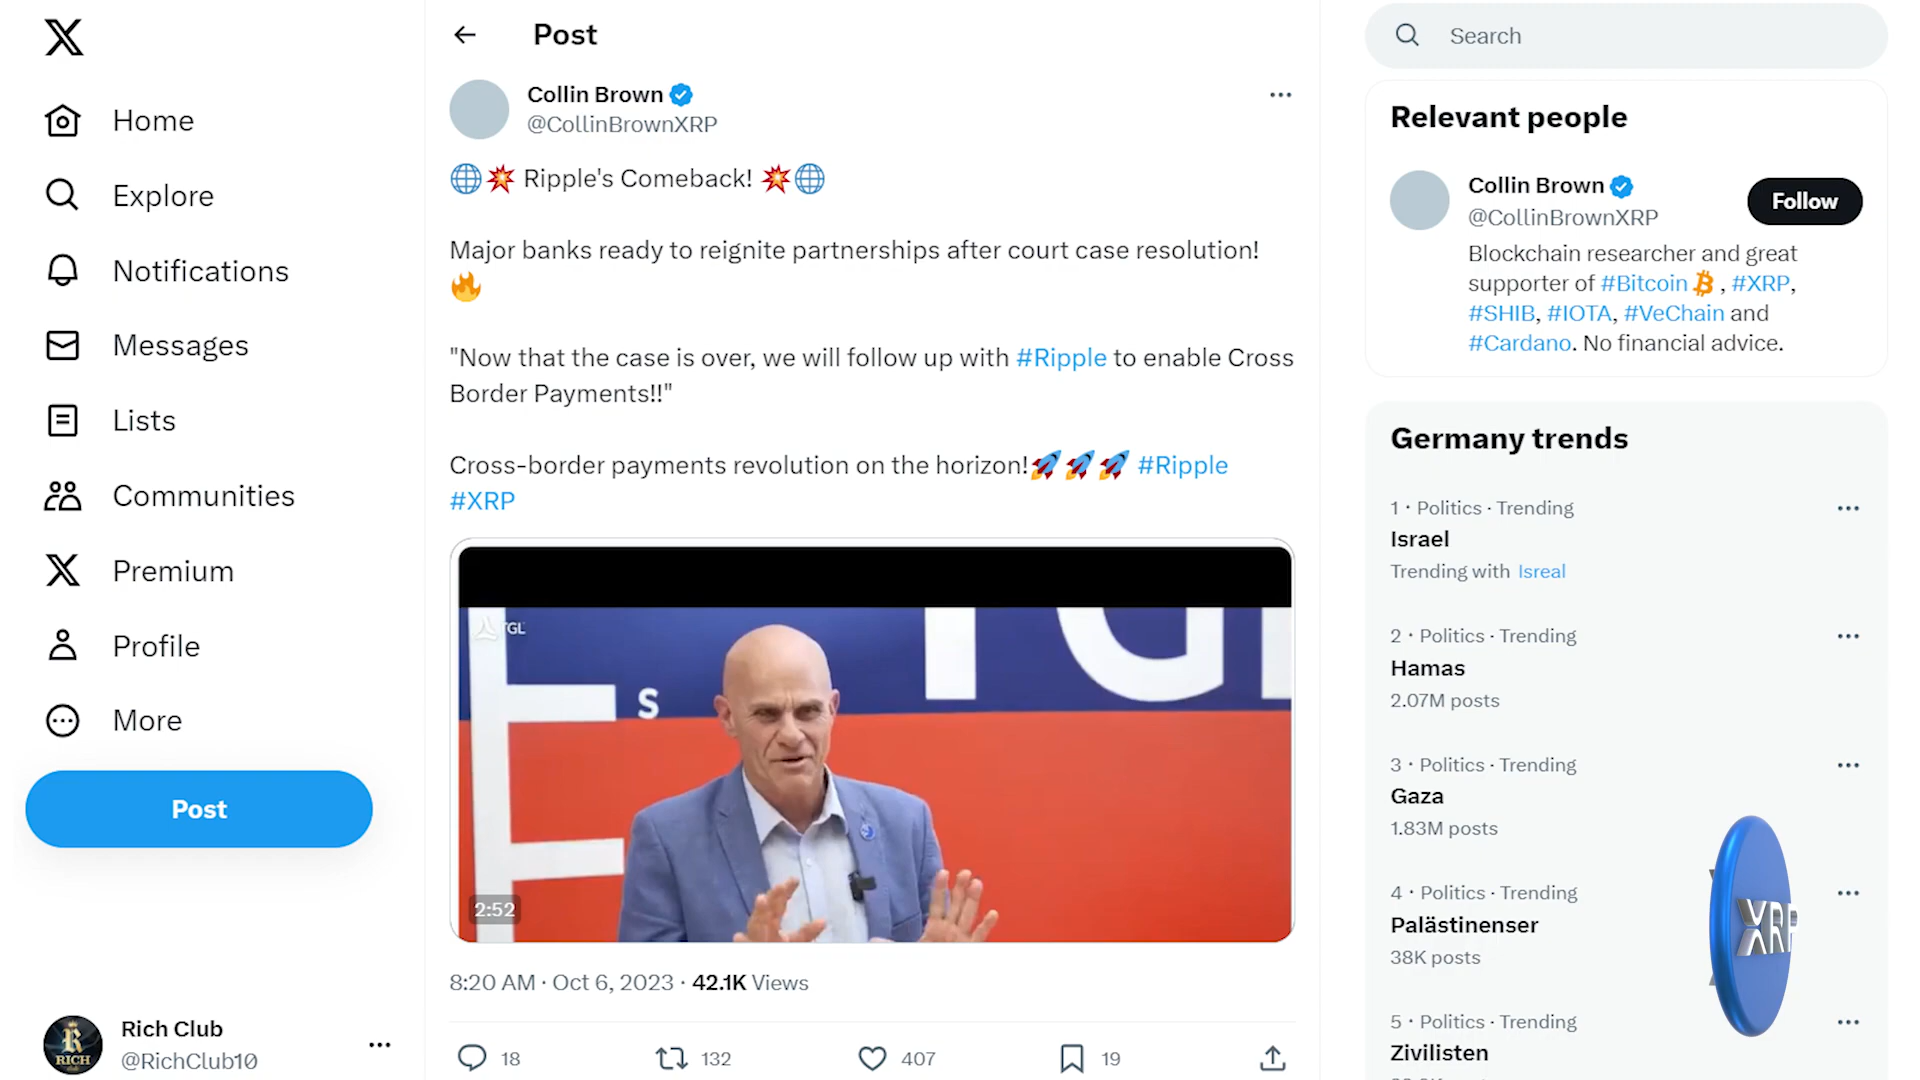 Home
Explore
Notifications
Messages
Lists
Communities
Premium
Profile
More
Post
Rich Club
@RichClub10
RICH
Post
Collin Brown
@CollinBrownXRP
🌐💥 Ripple's Comeback! 💥🌐
Major banks ready to reignite partnerships after court case resolution!
🔥
"Now that the case is over, we will follow up with #Ripple to enable Cross
Border Payments!!"
Cross-border payments revolution on the horizon!🚀🚀🚀 #Ripple
#XRP
TGL
S
2:52
8:20 AM · Oct 6, 2023 · 42.1K Views
18
132
407
19
Search
Relevant people
Collin Brown
@CollinBrownXRP
Follow
Blockchain researcher and great
supporter of #Bitcoin , #XRP,
#SHIB, #IOTA, #VeChain and
#Cardano. No financial advice.
Germany trends
1 · Politics · Trending
Israel
Trending with Isreal
2 · Politics · Trending
Hamas
2.07M posts
3 · Politics · Trending
Gaza
1.83M posts
4 · Politics · Trending
Palästinenser
38K posts
5 · Politics · Trending
Zivilisten
XRP